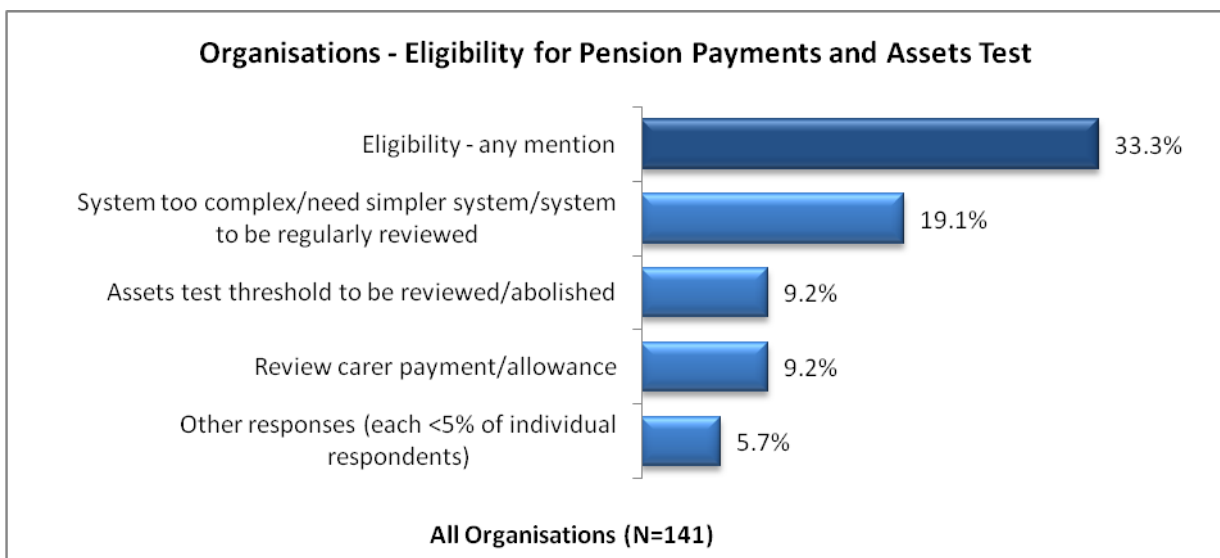 Organisations - Eligibility for Pension Payments and Assets Test
Eligibility - any mention
33.3%
System too complex/need simpler system/system
to be regularly reviewed
19.1%
Assets test threshold to be reviewed/abolished
9.2%
Review carer payment/allowance
9.2%
Other responses (each <5% of individual
respondents)
5.7%
All Organisations (N=141)